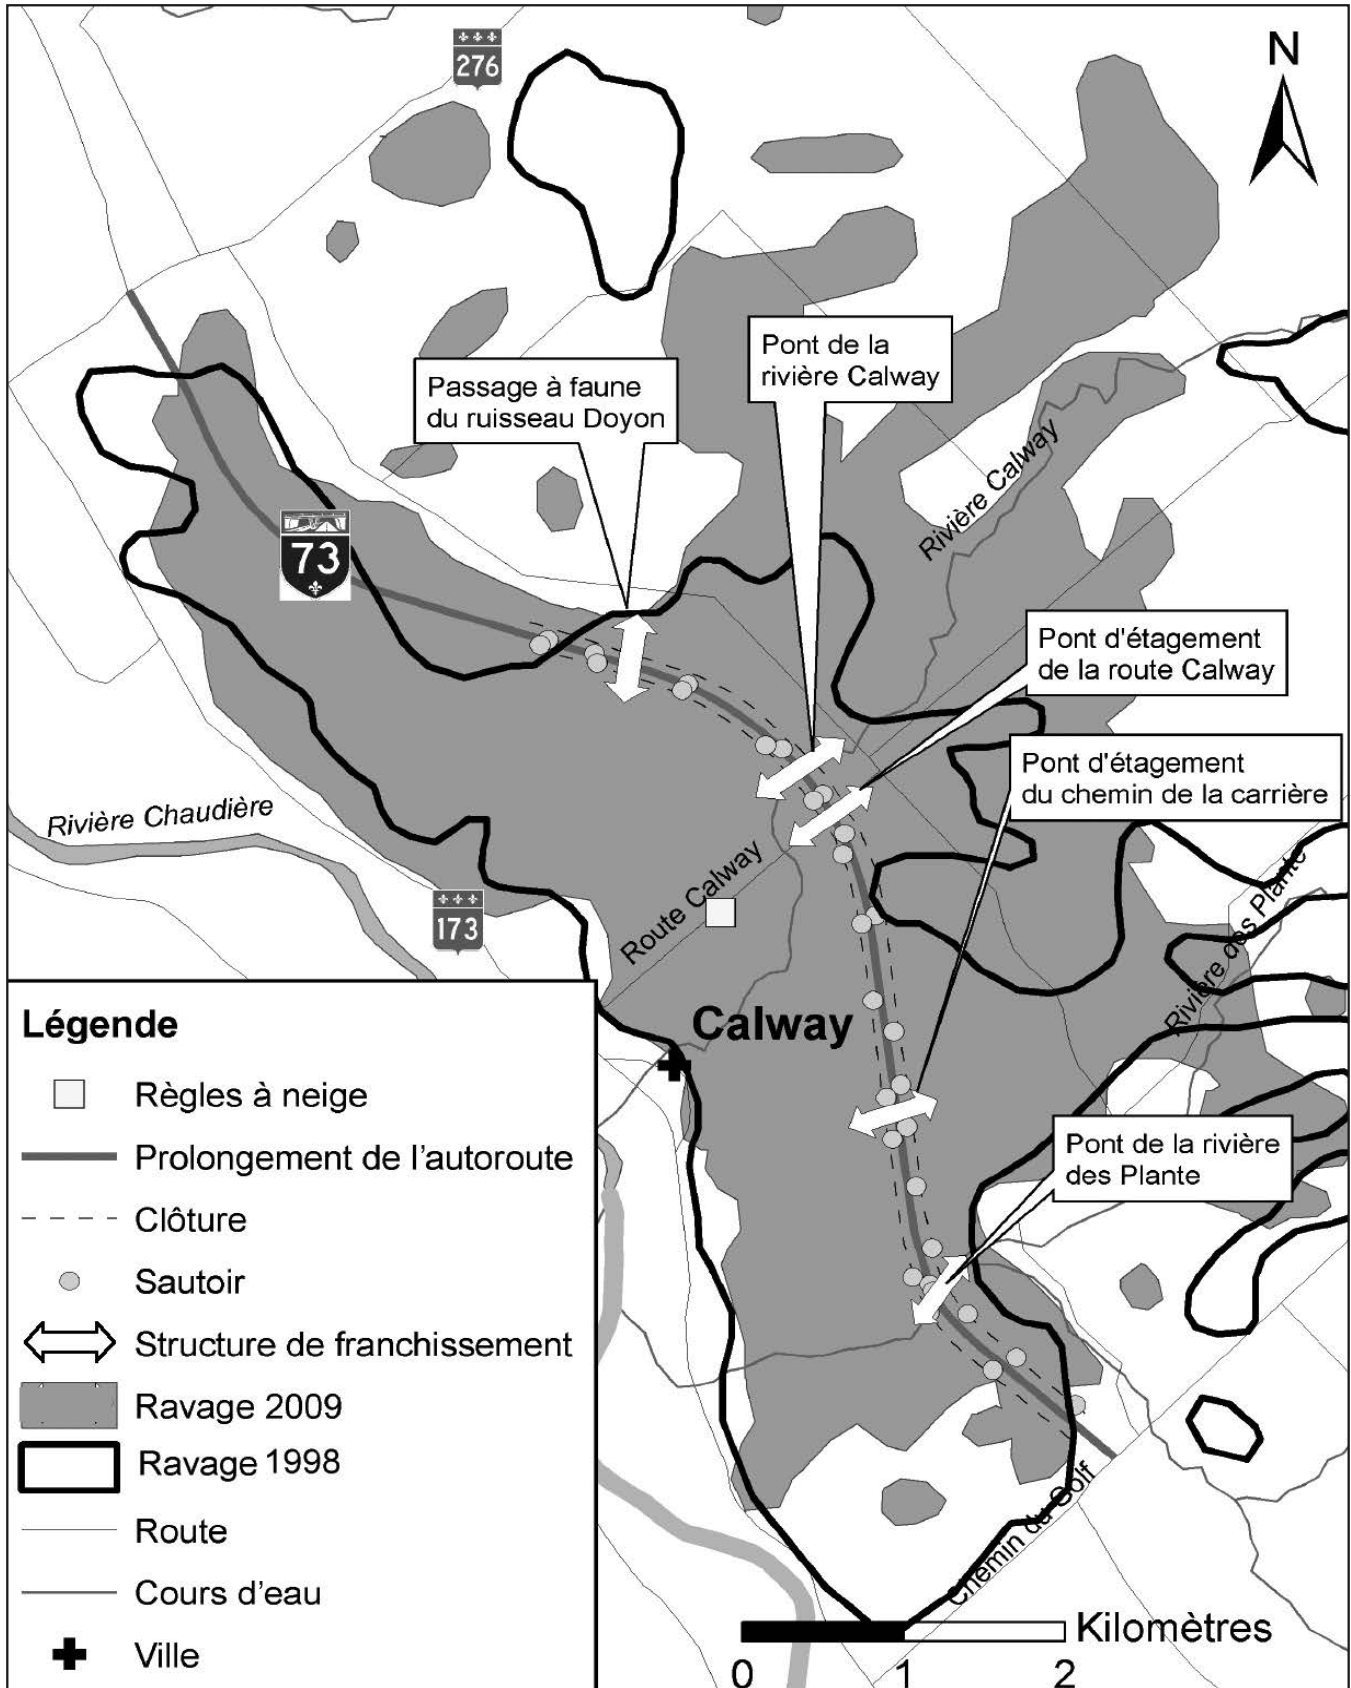 276
N
Pont de la
rivière Calway
Passage à faune
du ruisseau Doyon
Rivière Calway
73
Pont d'étagement
de la route Calway
Pont d'étagement
du chemin de la carrière
Rivière Chaudière
Route Calway
173
Rivière des Plante
Calway
Pont de la rivière
des Plante
Chemin du Golf
Légende
Règles à neige
Prolongement de l'autoroute
Clôture
Sautoir
Structure de franchissement
Ravage 2009
Ravage 1998
Route
Cours d'eau
Ville
Kilomètres
0 1 2